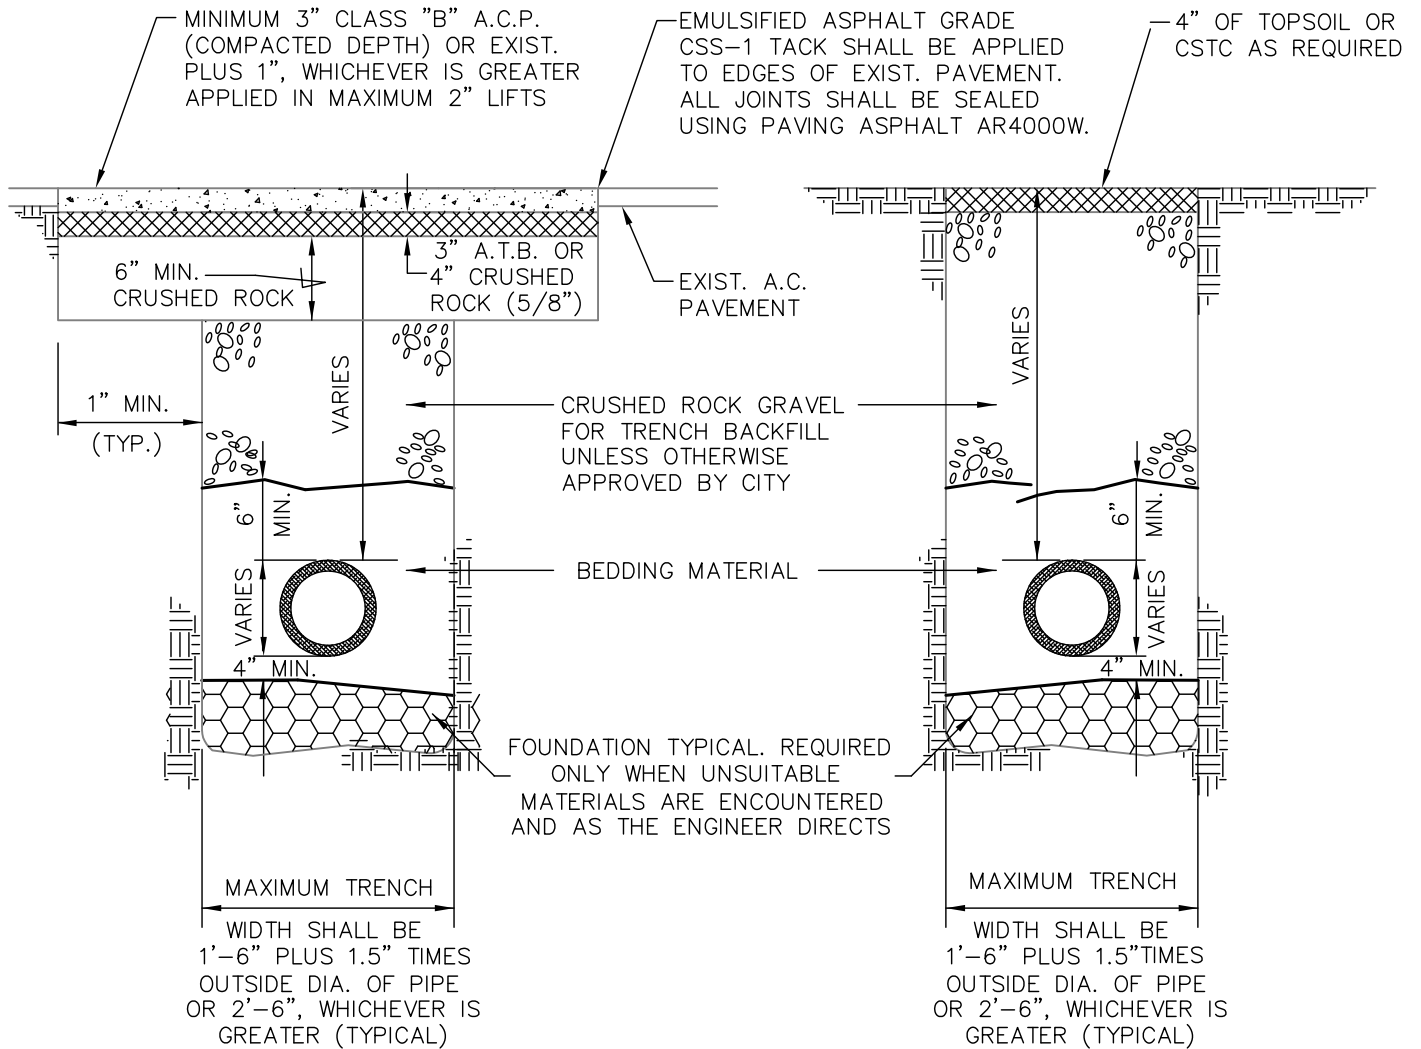 MINIMUM 3" CLASS "B" A.C.P.
(COMPACTED DEPTH) OR EXIST.
PLUS 1", WHICHEVER IS GREATER
APPLIED IN MAXIMUM 2" LIFTS
EMULSIFIED ASPHALT GRADE
CSS-1 TACK SHALL BE APPLIED
TO EDGES OF EXIST. PAVEMENT.
ALL JOINTS SHALL BE SEALED
USING PAVING ASPHALT AR4000W.
4" OF TOPSOIL OR
CSTC AS REQUIRED
6" MIN.
CRUSHED ROCK
3" A.T.B. OR
4" CRUSHED
ROCK (5/8")
EXIST. A.C.
PAVEMENT
VARIES
VARIES
1" MIN.
(TYP.)
CRUSHED ROCK GRAVEL
FOR TRENCH BACKFILL
UNLESS OTHERWISE
APPROVED BY CITY
6"
MIN.
6"
MIN.
BEDDING MATERIAL
VARIES
VARIES
4" MIN.
4" MIN.
FOUNDATION TYPICAL. REQUIRED
ONLY WHEN UNSUITABLE
MATERIALS ARE ENCOUNTERED
AND AS THE ENGINEER DIRECTS
MAXIMUM TRENCH
WIDTH SHALL BE
1'-6" PLUS 1.5" TIMES
OUTSIDE DIA. OF PIPE
OR 2'-6", WHICHEVER IS
GREATER (TYPICAL)
MAXIMUM TRENCH
WIDTH SHALL BE
1'-6" PLUS 1.5"TIMES
OUTSIDE DIA. OF PIPE
OR 2'-6", WHICHEVER IS
GREATER (TYPICAL)